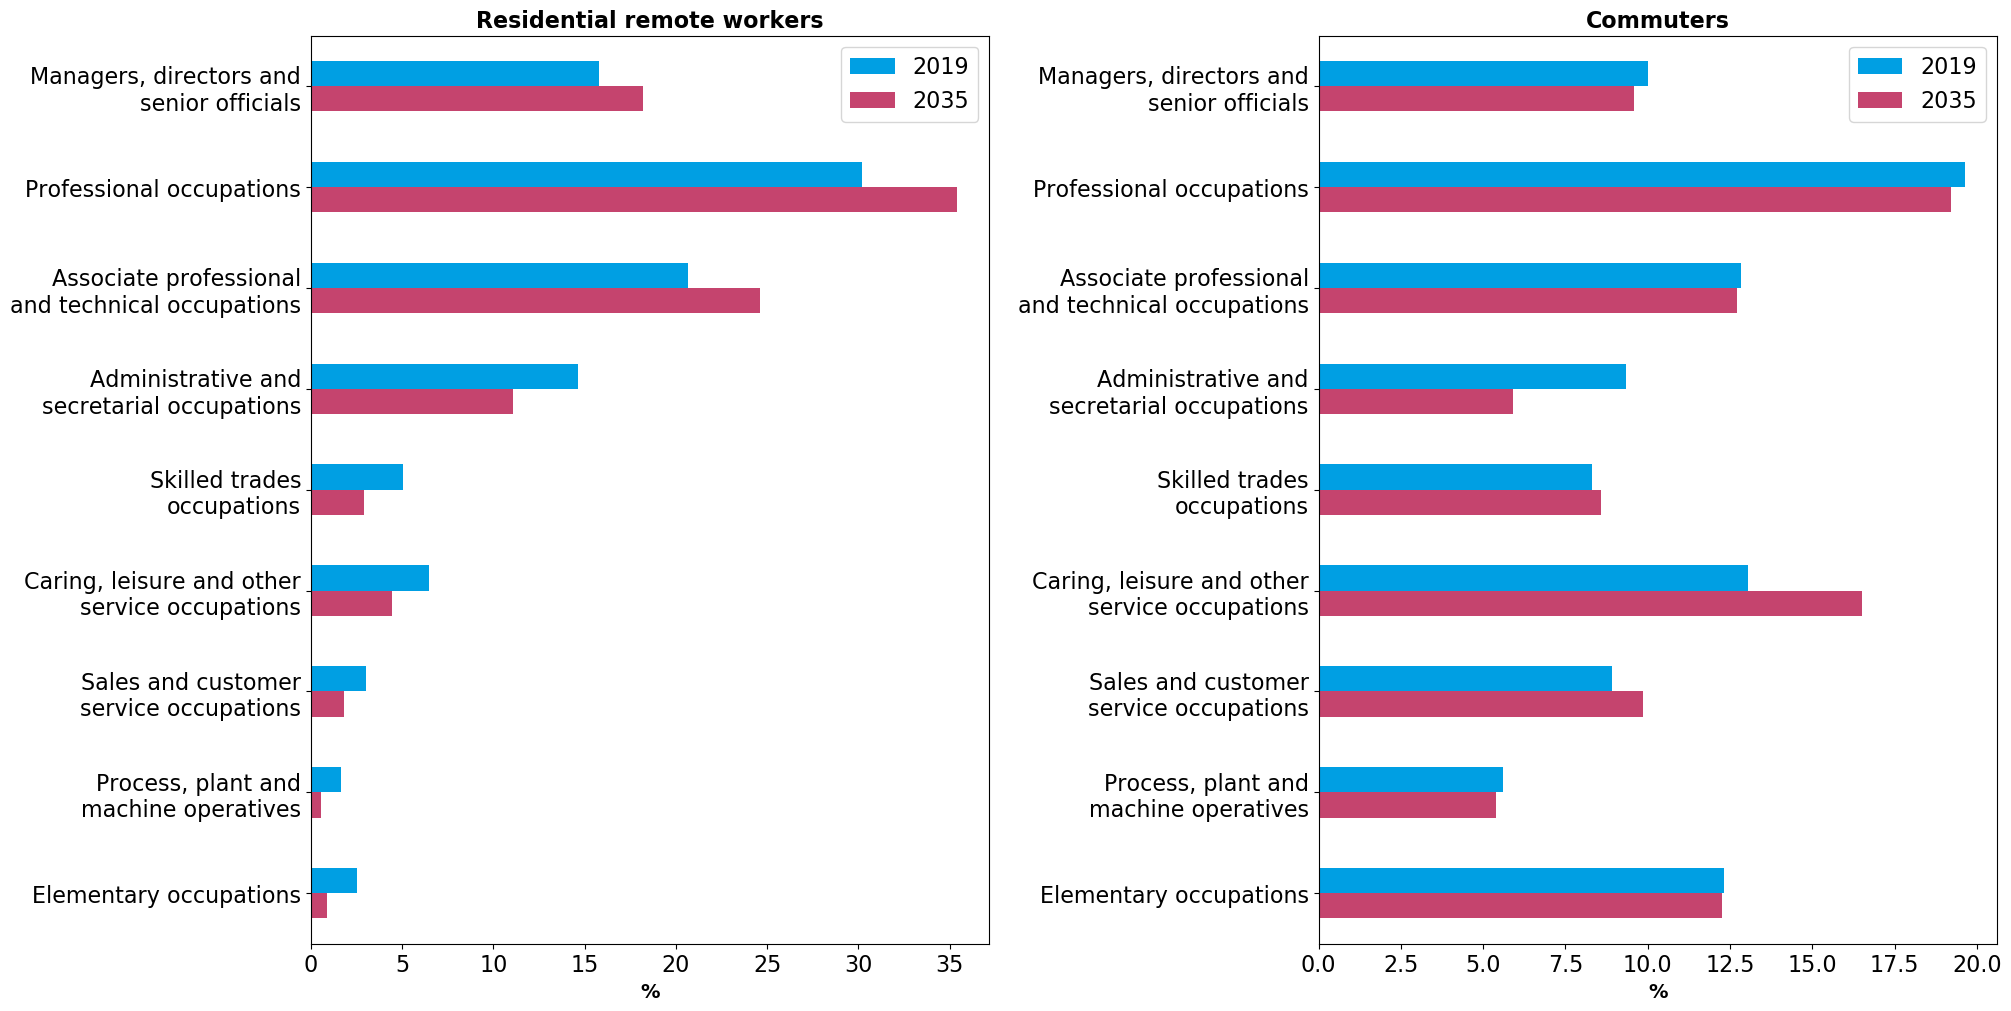 Residential remote workers
Managers, directors and
senior officials
Professional occupations
Associate professional
and technical occupations
Administrative and
secretarial occupations
Skilled trades
occupations
Caring, leisure and other
service occupations
Sales and customer
service occupations
Process, plant and
machine operatives
Elementary occupations
2019
2035
0 5 10 15 20 25 30 35
%
Commuters
Managers, directors and
senior officials
Professional occupations
Associate professional
and technical occupations
Administrative and
secretarial occupations
Skilled trades
occupations
Caring, leisure and other
service occupations
Sales and customer
service occupations
Process, plant and
machine operatives
Elementary occupations
2019
2035
0.0 2.5 5.0 7.5 10.0 12.5 15.0 17.5 20.0
%